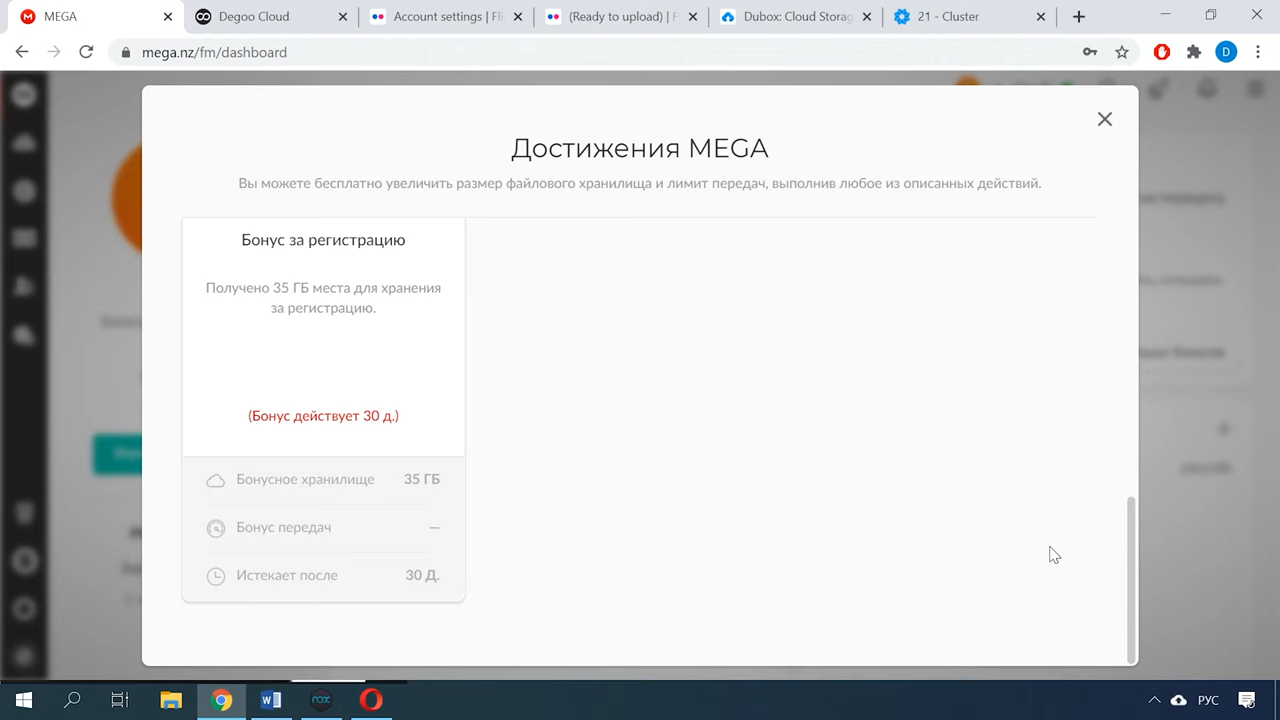 MEGA
Degoo Cloud
Account settings | Fli
(Ready to upload) | F
Dubox: Cloud Storag
21 - Cluster
mega.nz/fm/dashboard
D
Достижения MEGA
Вы можете бесплатно увеличить размер файлового хранилища и лимит передач, выполнив любое из описанных действий.
Бонус за регистрацию
Получено 35 ГБ места для хранения
за регистрацию.
(Бонус действует 30 д.)
Бонусное хранилище 35 ГБ
Бонус передач –
Истекает после 30 Д.
РУС